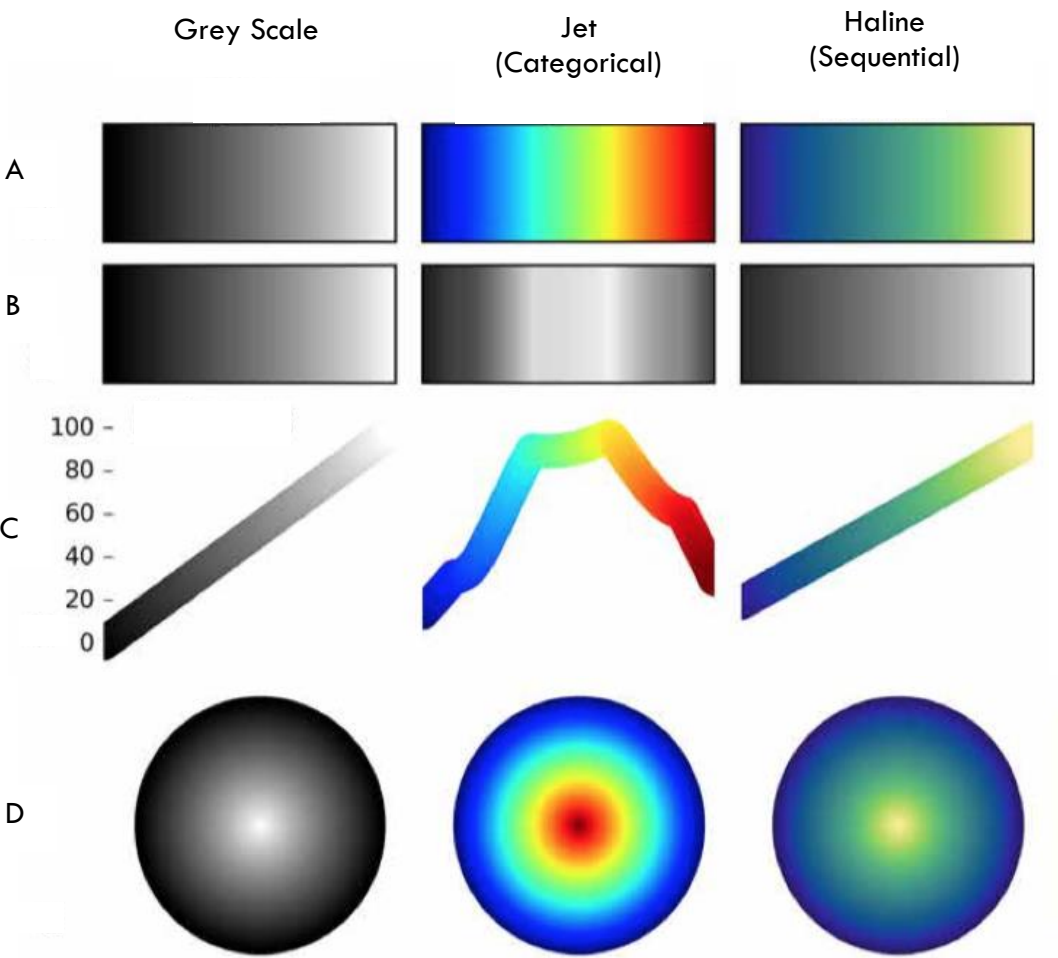 Grey Scale
Jet
(Categorical)
Haline
(Sequential)
A
B
C
100
80
60
40
20
0
D